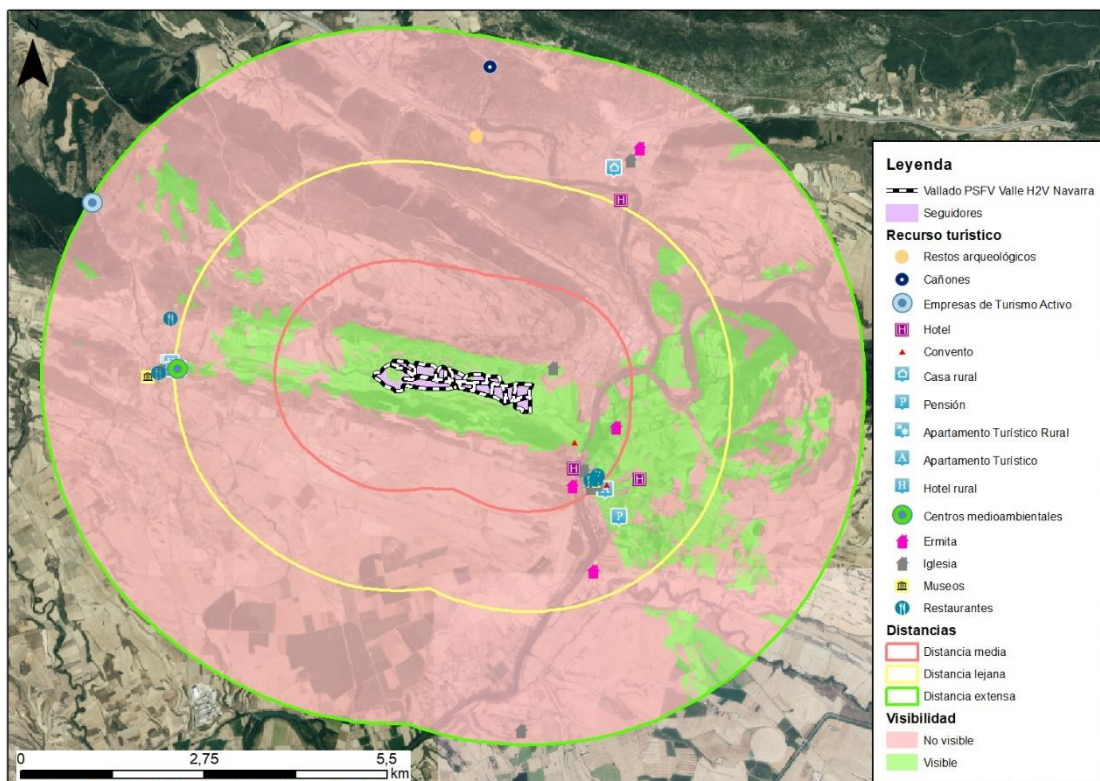 N
Leyenda
Vallado PSFV Valle H2V Navarra
Seguidores
Recurso turístico
Restos arqueológicos
Cañones
Empresas de Turismo Activo
H Hotel
Convento
Casa rural
P Pensión
Apartamento Turístico Rural
A Apartamento Turístico
H Hotel rural
Centros medioambientales
Ermita
Iglesia
Museos
Restaurantes
Distancias
Distancia media
Distancia lejana
Distancia extensa
Visibilidad
No visible
Visible
H
H
H
A
P
0 2,75 5,5
km